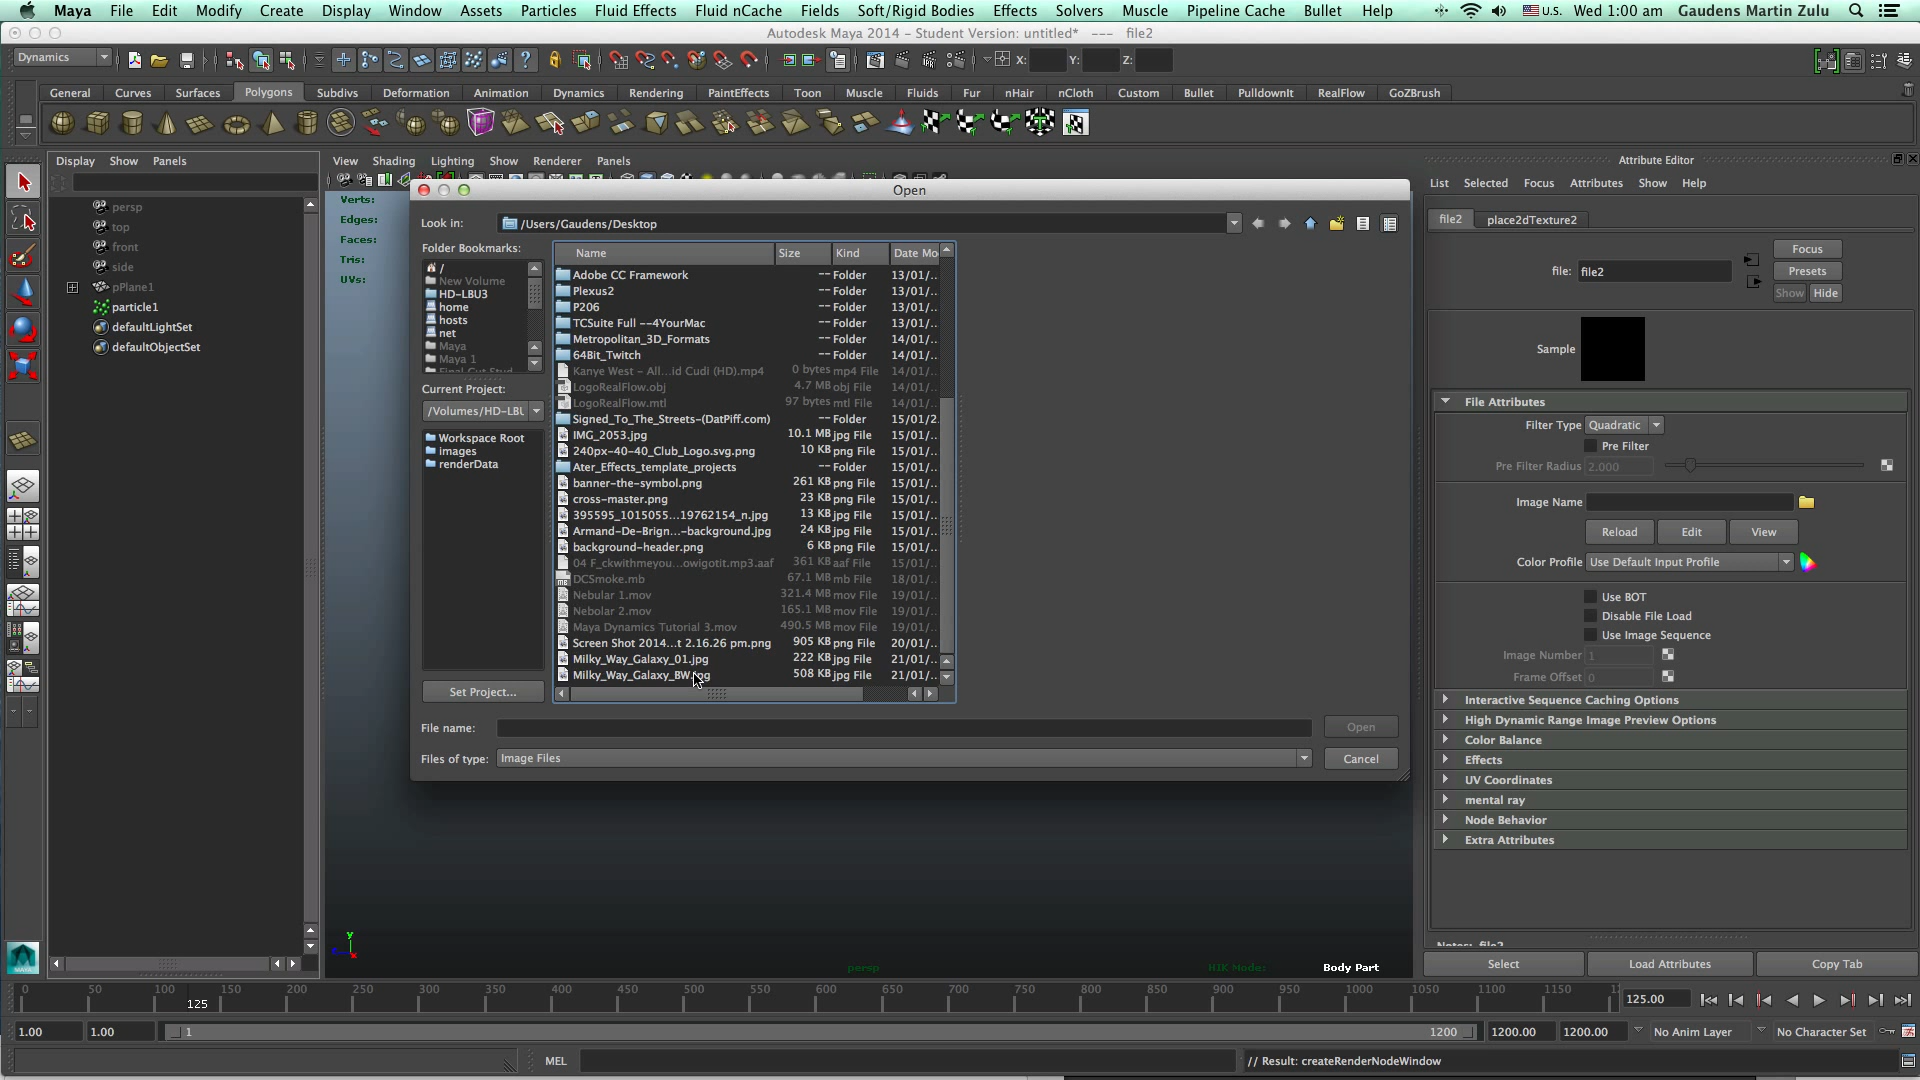 Maya File Edit Modify Create Display Window Assets Particles Fluid Effects Fluid nCache Fields Soft/Rigid Bodies Effects Solvers Muscle Pipeline Cache Bullet Help U.S. Wed 1:00 am Gaudens Martin Zulu
Autodesk Maya 2014 - Student Version: untitled* --- file2
Dynamics X: Y: Z:
General Curves Surfaces Polygons Subdivs Deformation Animation Dynamics Rendering PaintEffects Toon Muscle Fluids Fur nHair nCloth Custom Bullet PulldownIt RealFlow GoZBrush
Display Show Panels
View Shading Lighting Show Renderer Panels
Attribute Editor
List Selected Focus Attributes Show Help
persp
top
front
side
pPlane1
particle1
defaultLightSet
defaultObjectSet
Verts:
Edges:
Faces:
Tris:
UVs:
Open
Look in: /Users/Gaudens/Desktop
Folder Bookmarks:
/
New Volume
HD-LBU3
home
hosts
net
Maya
Maya 1
Final Cut Stud
Current Project:
/Volumes/HD-LBL
Workspace Root
images
renderData
Set Project...
Name Size Kind Date Mo
Adobe CC Framework -- Folder 13/01/..
Plexus2 -- Folder 13/01/..
P206 -- Folder 13/01/..
TCSuite Full --4YourMac -- Folder 13/01/..
Metropolitan_3D_Formats -- Folder 14/01/..
64Bit_Twitch -- Folder 14/01/..
Kanye West - All...id Cudi (HD).mp4 0 bytes mp4 File 14/01/..
LogoRealFlow.obj 4.7 MB obj File 14/01/..
LogoRealFlow.mtl 97 bytes mtl File 14/01/..
Signed_To_The_Streets-(DatPiff.com) -- Folder 15/01/2
IMG_2053.jpg 10.1 MB jpg File 15/01/..
240px-40-40_Club_Logo.svg.png 10 KB png File 15/01/..
Ater_Effects_template_projects -- Folder 15/01/..
banner-the-symbol.png 261 KB png File 15/01/..
cross-master.png 23 KB png File 15/01/..
395595_1015055...19762154_n.jpg 13 KB jpg File 15/01/..
Armand-De-Brign...-background.jpg 24 KB jpg File 15/01/..
background-header.png 6 KB png File 15/01/..
04 F_ckwithmeyou...owigotit.mp3.aaf 361 KB aaf File 15/01/..
DCSmoke.mb 67.1 MB mb File 18/01/..
Nebular 1.mov 321.4 MB mov File 19/01/..
Nebolar 2.mov 165.1 MB mov File 19/01/..
Maya Dynamics Tutorial 3.mov 490.5 MB mov File 19/01/..
Screen Shot 2014...t 2.16.26 pm.png 905 KB png File 20/01/..
Milky_Way_Galaxy_01.jpg 222 KB jpg File 21/01/..
Milky_Way_Galaxy_BW.jpg 508 KB jpg File 21/01/..
File name: Open
Files of type: Image Files Cancel
file2 place2dTexture2
file: file2
Focus
Presets
Show Hide
Sample
File Attributes
Filter Type Quadratic
Pre Filter
Pre Filter Radius 2.000
Image Name
Reload Edit View
Color Profile Use Default Input Profile
Use BOT
Disable File Load
Use Image Sequence
Image Number 1
Frame Offset 0
Interactive Sequence Caching Options
High Dynamic Range Image Preview Options
Color Balance
Effects
UV Coordinates
mental ray
Node Behavior
Extra Attributes
Notes: file2
Select Load Attributes Copy Tab
y
persp HIK Mode: Body Part
0 50 100 150 200 250 300 350 400 450 500 550 600 650 700 750 800 850 900 950 1000 1050 1100 1150 125.00
125
1.00 1.00 1 1200 1200.00 1200.00 No Anim Layer No Character Set
MEL // Result: createRenderNodeWindow